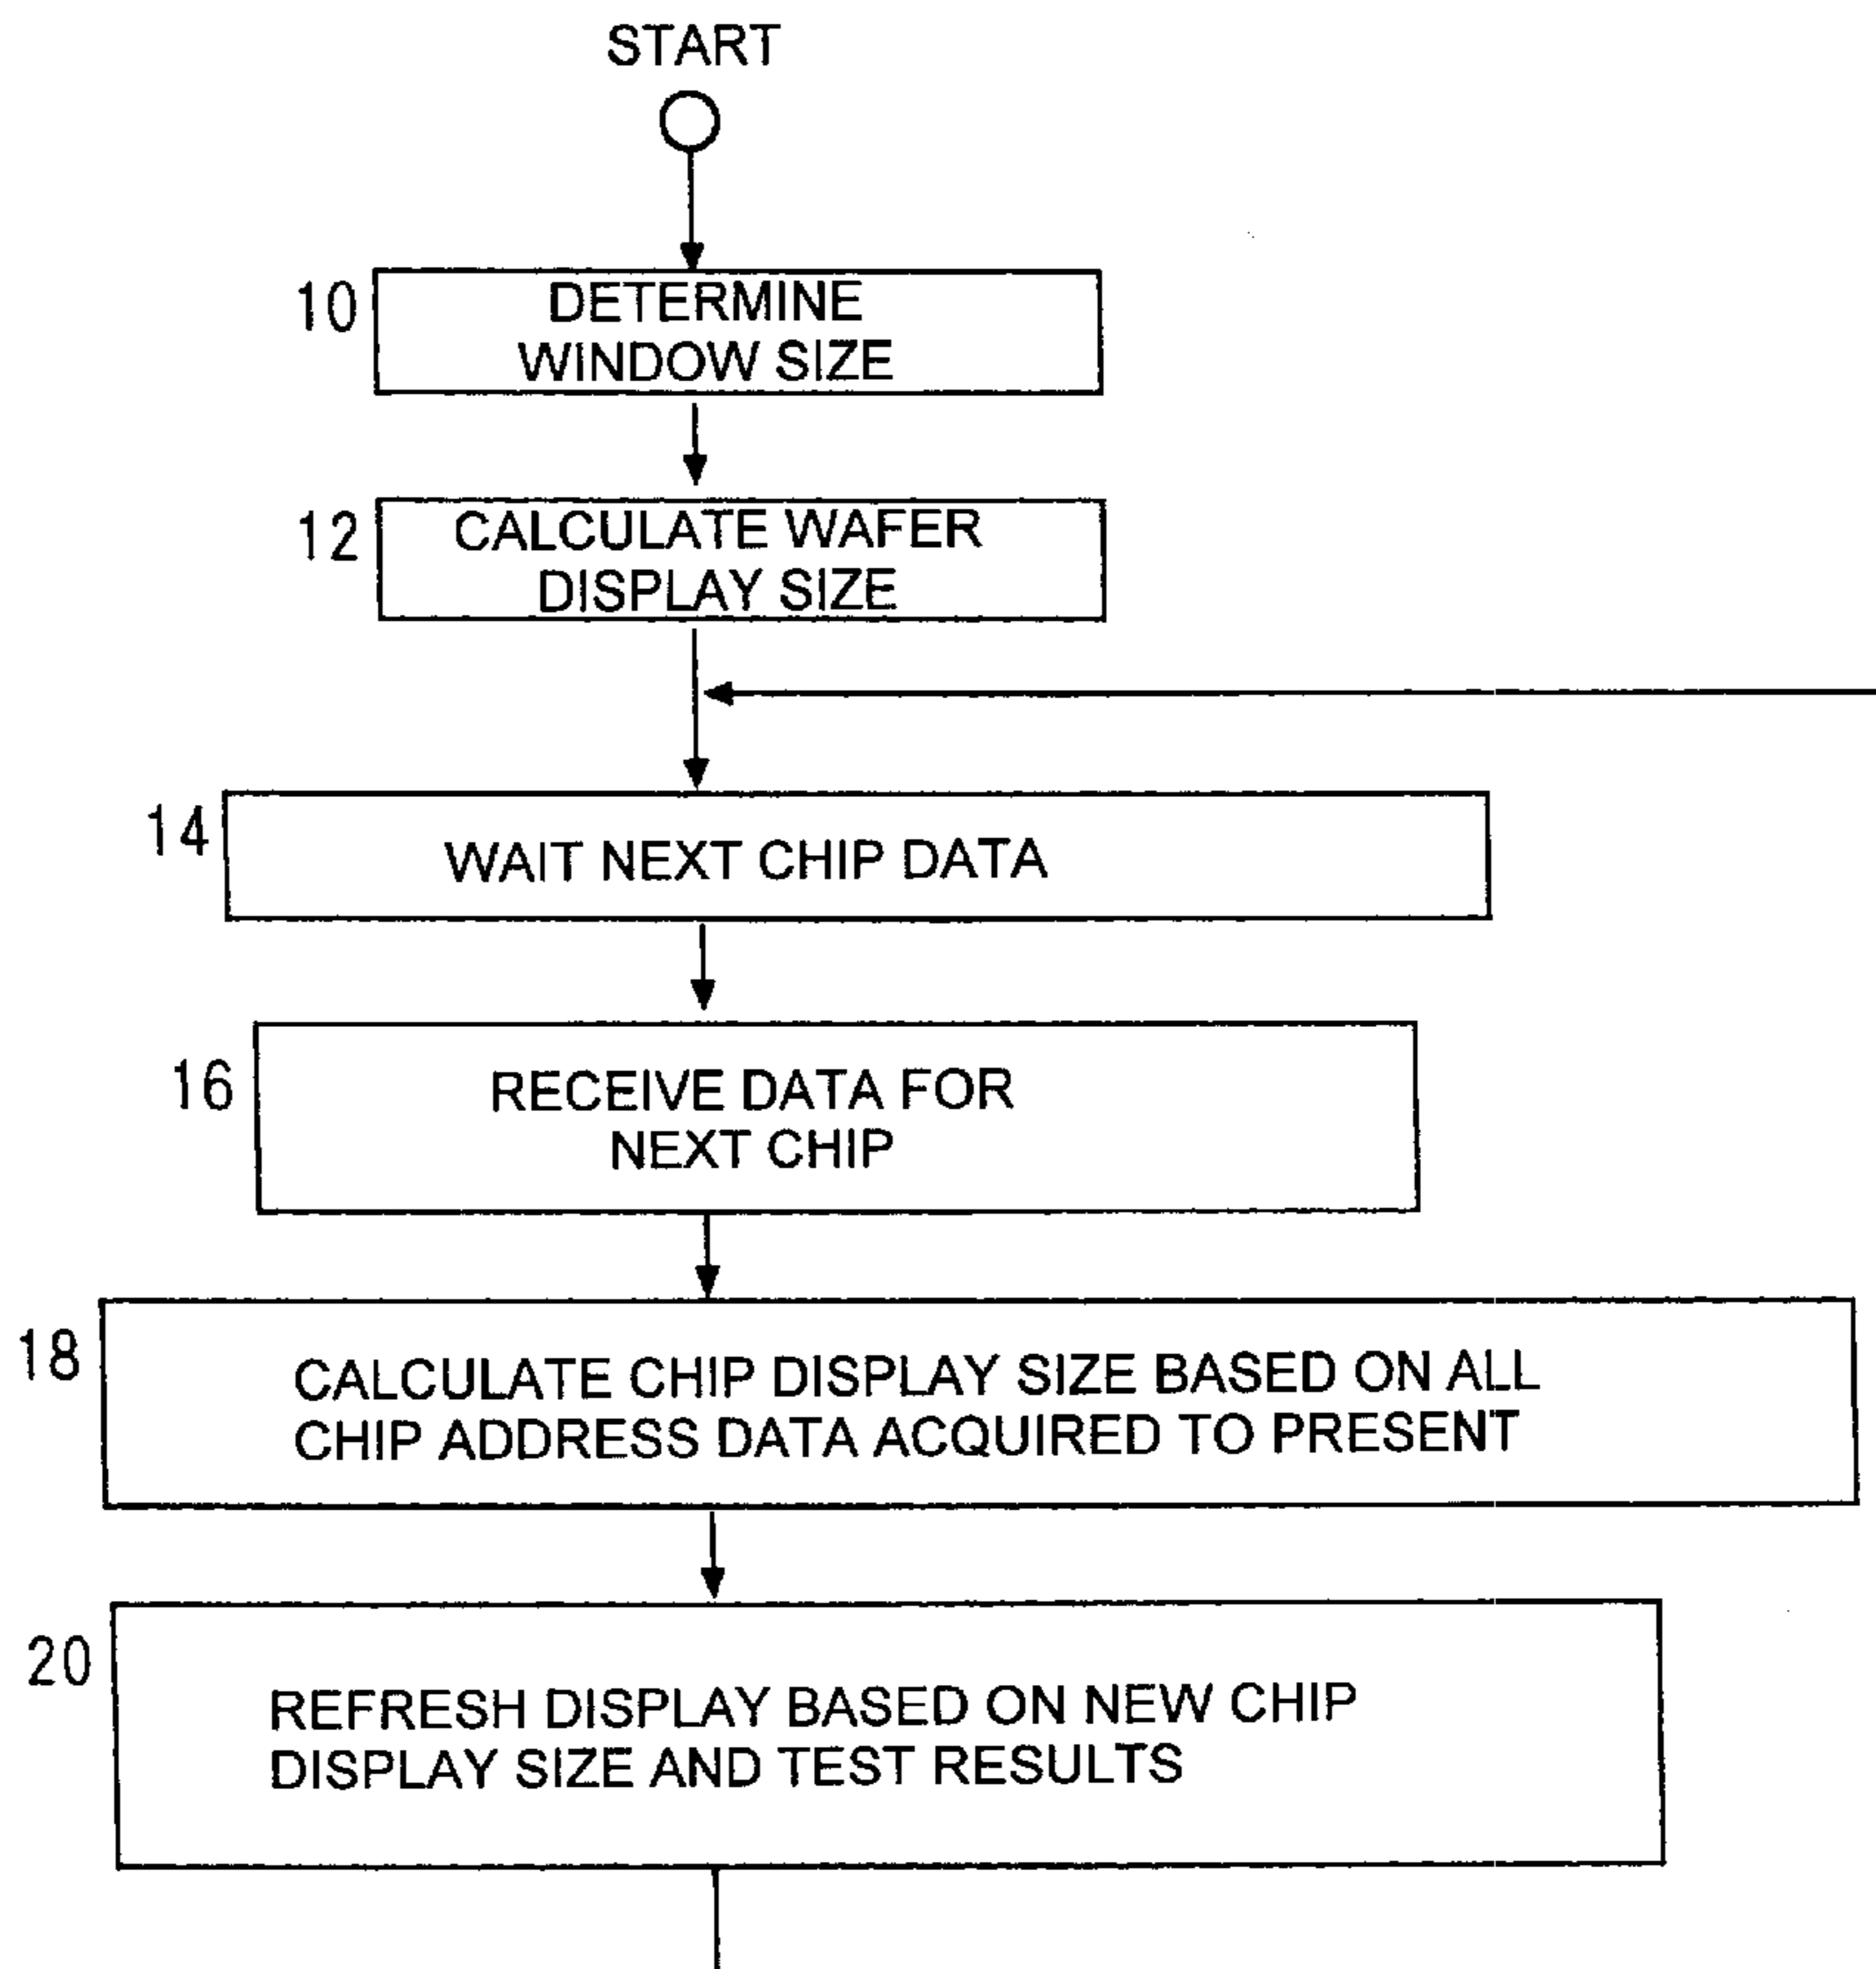 START
10
DETERMINE
WINDOW SIZE
12
CALCULATE WAFER
DISPLAY SIZE
14
WAIT NEXT CHIP DATA
16
RECEIVE DATA FOR
NEXT CHIP
18
CALCULATE CHIP DISPLAY SIZE BASED ON ALL
CHIP ADDRESS DATA ACQUIRED TO PRESENT
20
REFRESH DISPLAY BASED ON NEW CHIP
DISPLAY SIZE AND TEST RESULTS